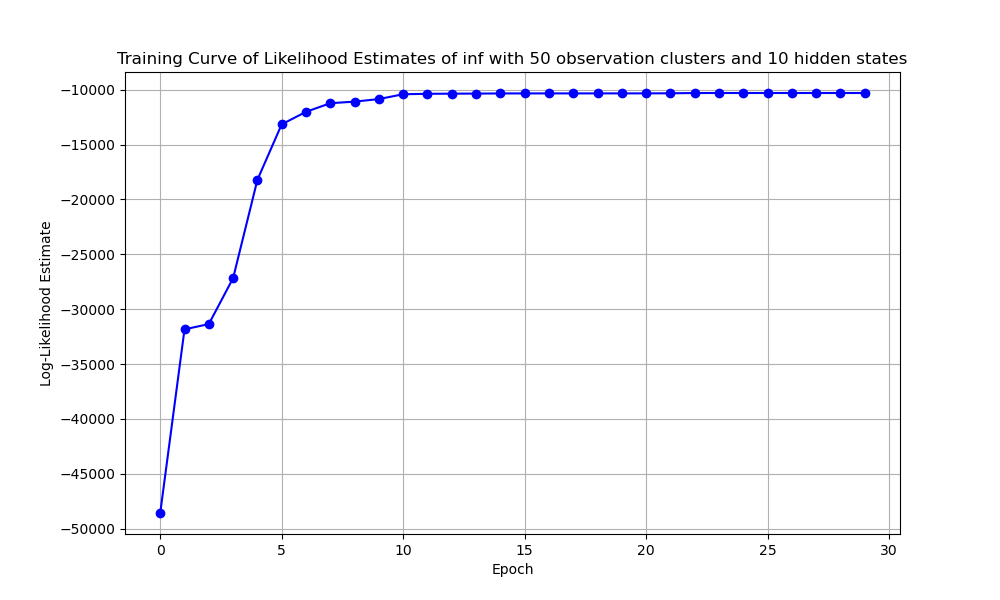 Training Curve of Likelihood Estimates of inf with 50 observation clusters and 10 hidden states
−10000
−15000
−20000
−25000
−30000
−35000
−40000
−45000
−50000
Log-Likelihood Estimate
0 5 10 15 20 25 30
Epoch